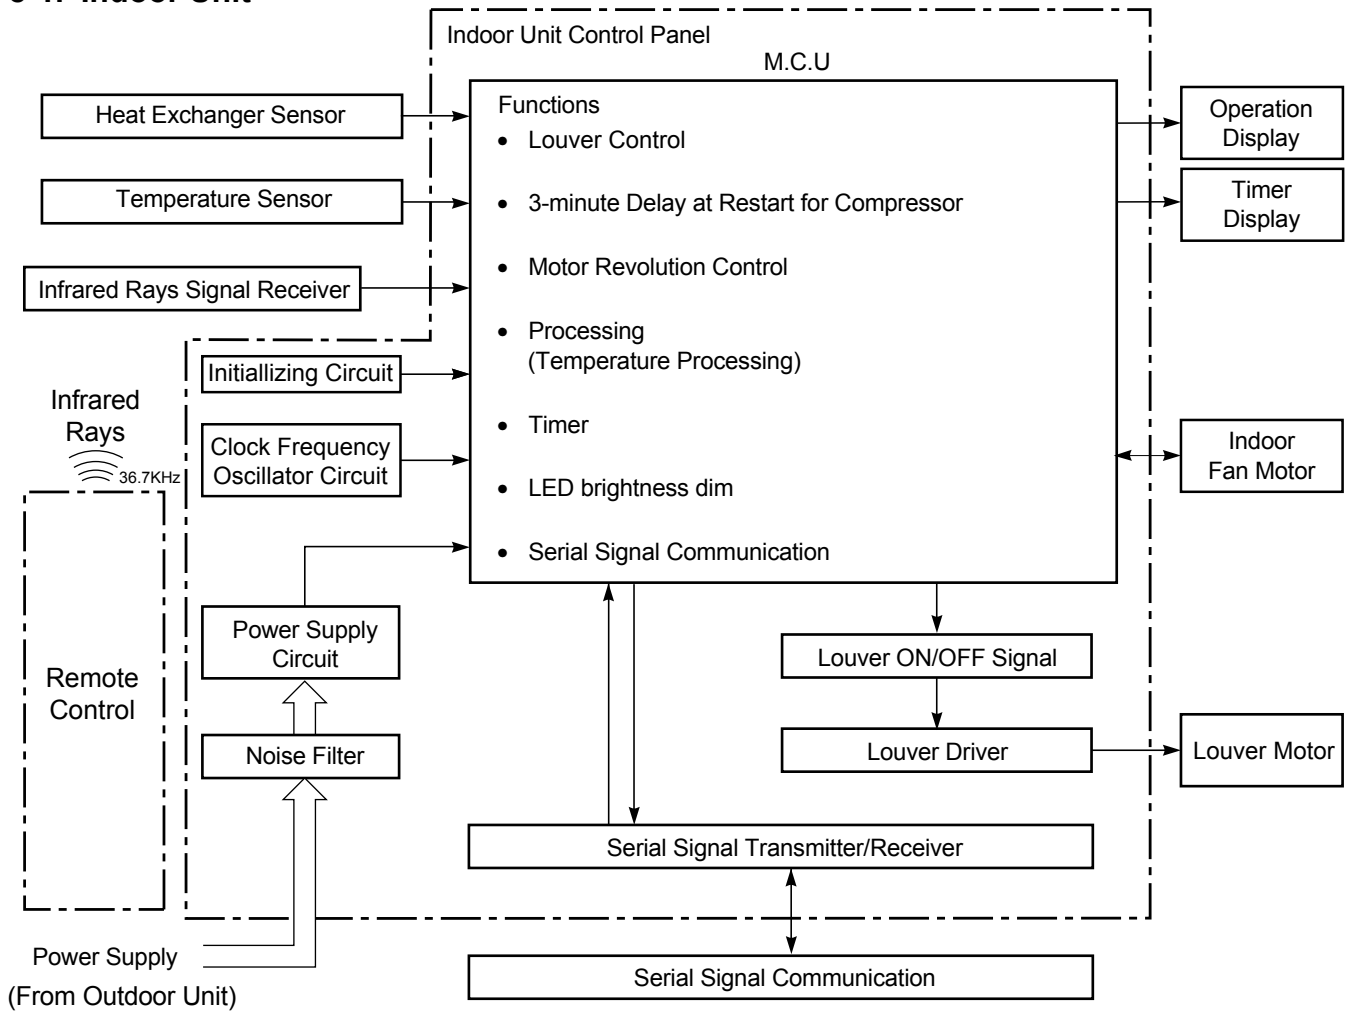 Indoor Unit Control Panel
M.C.U
Heat Exchanger Sensor
Temperature Sensor
Infrared Rays Signal Receiver
Initiallizing Circuit
Clock Frequency
Oscillator Circuit
Infrared
Rays
36.7KHz
Remote
Control
Power Supply
Circuit
Noise Filter
Power Supply
(From Outdoor Unit)
Functions
• Louver Control
• 3-minute Delay at Restart for Compressor
• Motor Revolution Control
• Processing
(Temperature Processing)
• Timer
• LED brightness dim
• Serial Signal Communication
Operation
Display
Timer
Display
Indoor
Fan Motor
Louver ON/OFF Signal
Louver Driver
Louver Motor
Serial Signal Transmitter/Receiver
Serial Signal Communication